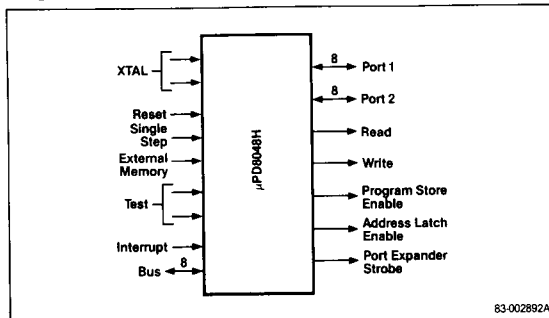 XTAL
Reset
Single
Step
External
Memory
Test
Interrupt
Bus
8
μPD8048H
8
Port 1
8
Port 2
Read
Write
Program Store
Enable
Address Latch
Enable
Port Expander
Strobe
83-002892A